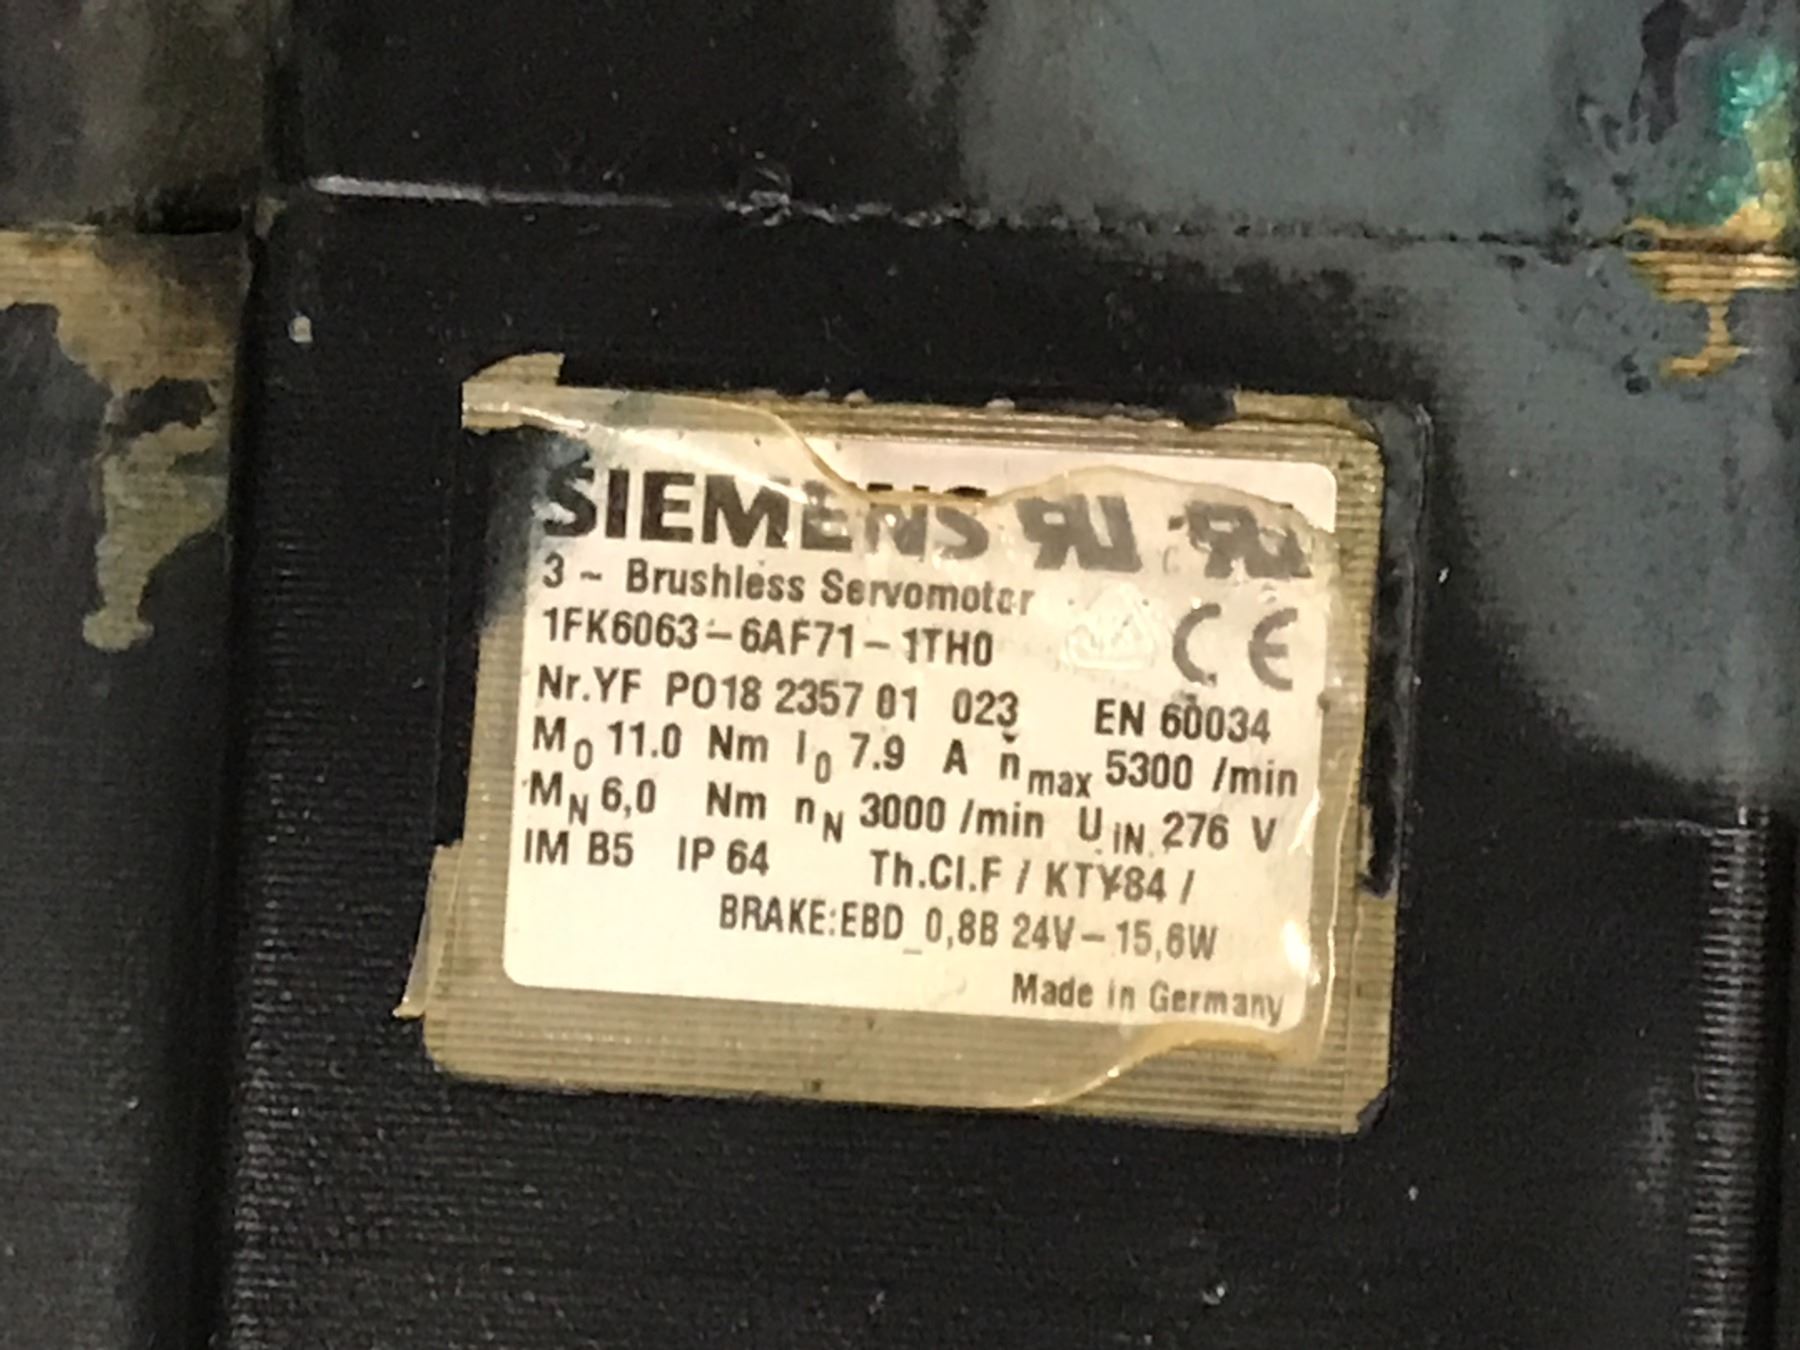 SIEMENS
3 ~ Brushless Servomotor
1FK6063-6AF71-1TH0 CE
Nr.YF P018 2357 01 023 EN 60034
M0 11.0 Nm I0 7.9 A nmax 5300 /min
MN 6,0 Nm nN 3000 /min UIN 276 V
IM B5 IP 64 Th.Cl.F / KTY84 /
BRAKE:EBD_0,8B 24V-15,6W
Made in Germany